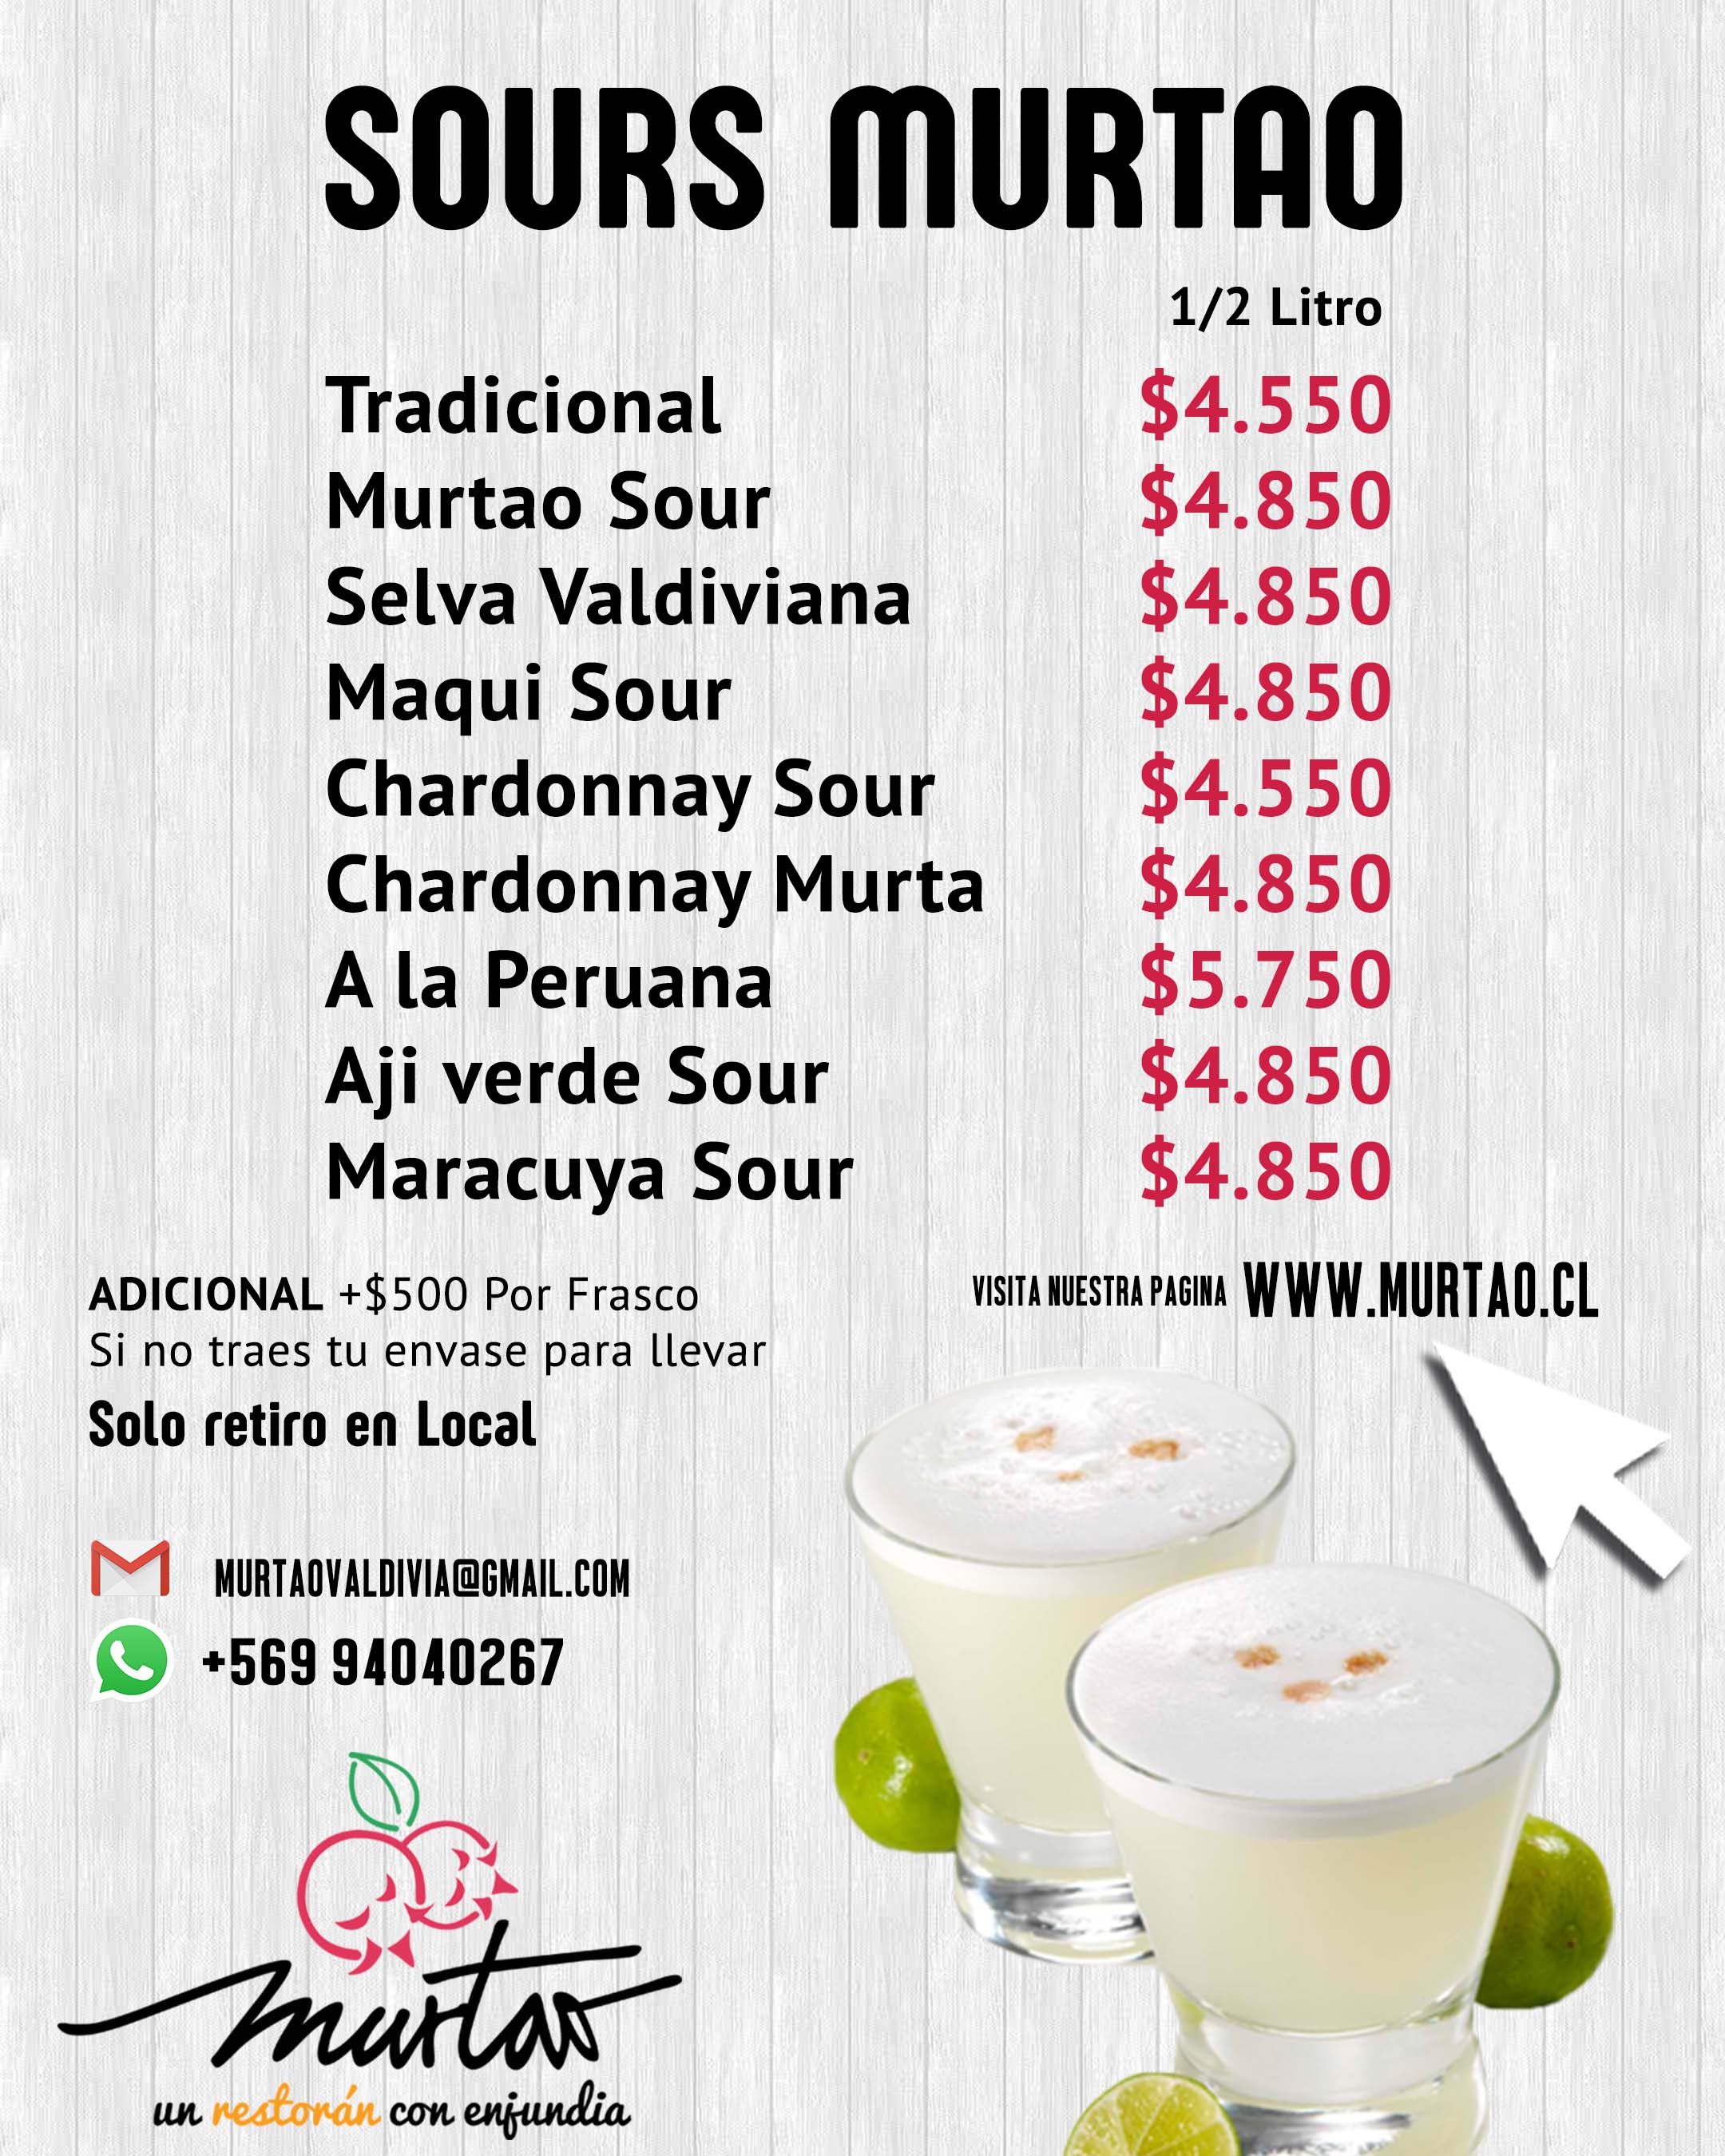 SOURS MURTAO
1/2 Litro
Tradicional $4.550
Murtao Sour $4.850
Selva Valdiviana $4.850
Maqui Sour $4.850
Chardonnay Sour $4.550
Chardonnay Murta $4.850
A la Peruana $5.750
Aji verde Sour $4.850
Maracuya Sour $4.850
ADICIONAL +$500 Por Frasco
Si no traes tu envase para llevar
Solo retiro en Local
VISITA NUESTRA PAGINA WWW.MURTAO.CL
MURTAOVALDIVIA@GMAIL.COM
+569 94040267
murtao
un restorán con enjundia